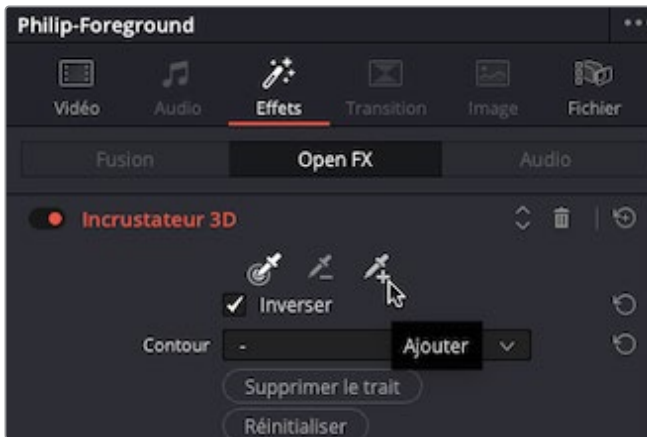 Philip-Foreground
Vidéo Audio Effets Transition Image Fichier
Fusion Open FX Audio
Incrustateur 3D
Inverser
Contour - Ajouter
Supprimer le trait
Réinitialiser